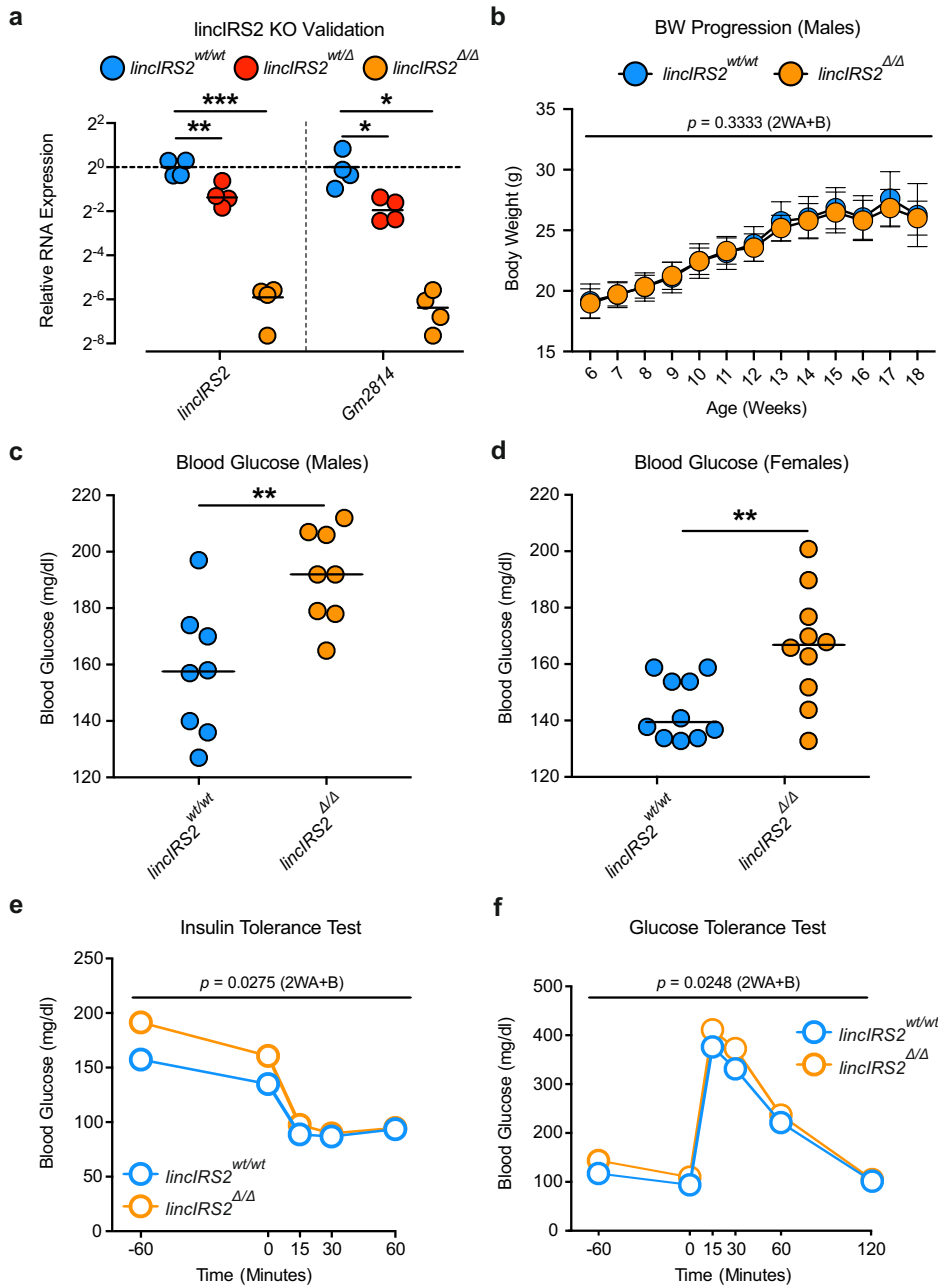 a
lincIRS2 KO Validation
lincIRS2wt/wt lincIRS2wt/Δ lincIRS2Δ/Δ
*** *
** *
Relative RNA Expression
2²
2⁰
2⁻²
2⁻⁶
2⁻⁸
lincIRS2 Gm2814
b
BW Progression (Males)
lincIRS2wt/wt lincIRS2Δ/Δ
p = 0.3333 (2WA+B)
Body Weight (g)
35
30
25
20
15
6 7 8 9 10 11 12 13 14 15 16 17 18
Age (Weeks)
c
Blood Glucose (Males)
**
Blood Glucose (mg/dl)
220
200
180
160
140
120
lincIRS2wt/wt lincIRS2Δ/Δ
d
Blood Glucose (Females)
**
Blood Glucose (mg/dl)
220
200
180
160
140
120
lincIRS2wt/wt lincIRS2Δ/Δ
e
Insulin Tolerance Test
p = 0.0275 (2WA+B)
Blood Glucose (mg/dl)
250
200
150
100
50
0
lincIRS2wt/wt
lincIRS2Δ/Δ
-60 0 15 30 60
Time (Minutes)
f
Glucose Tolerance Test
p = 0.0248 (2WA+B)
Blood Glucose (mg/dl)
500
400
300
200
100
0
lincIRS2wt/wt
lincIRS2Δ/Δ
-60 0 15 30 60 120
Time (Minutes)